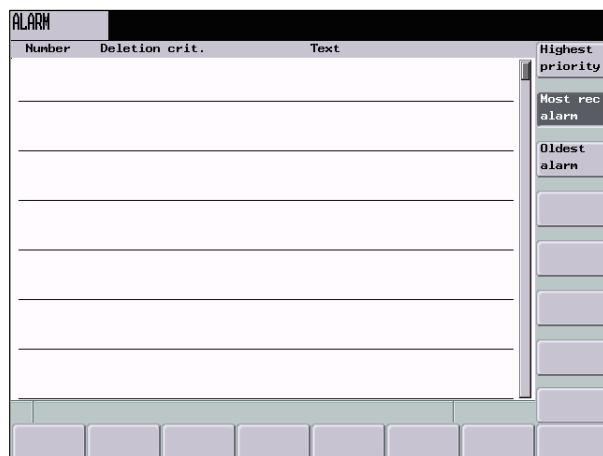 ALARM
Number Deletion crit. Text
Highest
priority
Most rec
alarm
Oldest
alarm